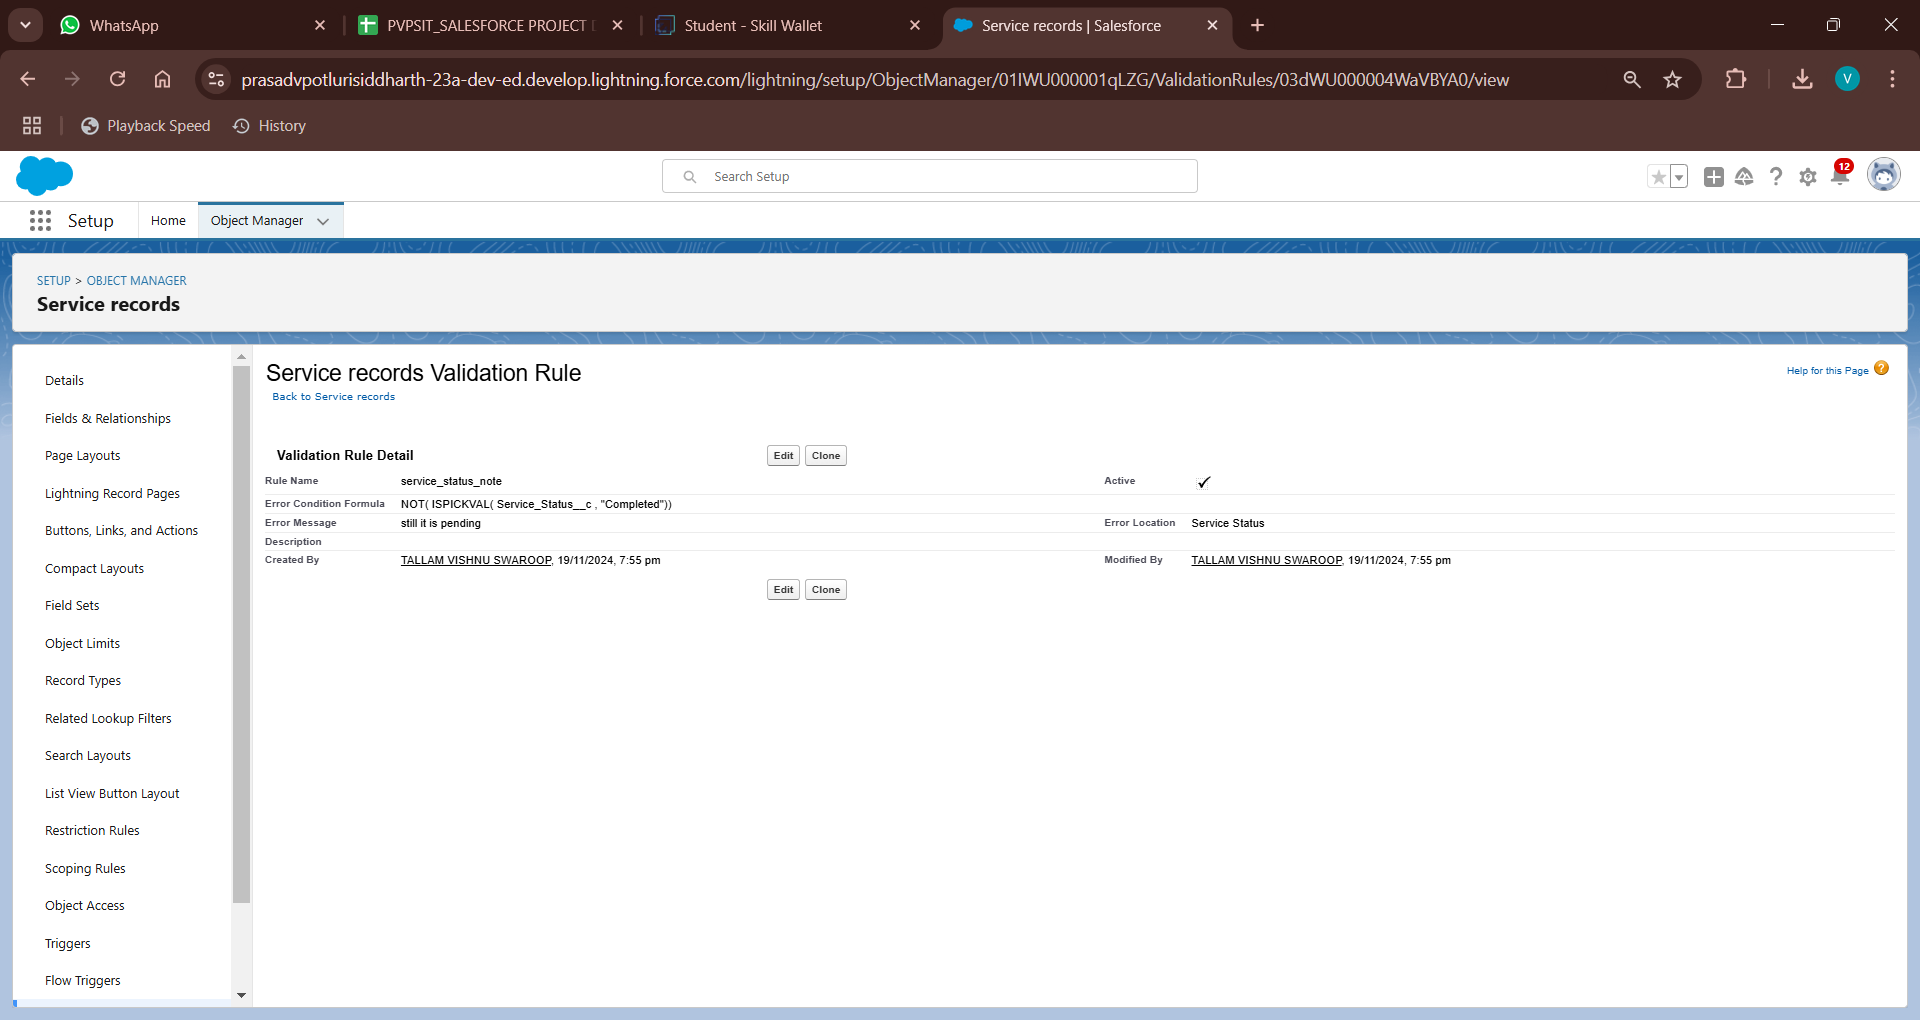 WhatsApp
PVPSIT_SALESFORCE PROJECT
Student - Skill Wallet
Service records | Salesforce
prasadvpotlurisiddharth-23a-dev-ed.develop.lightning.force.com/lightning/setup/ObjectManager/01IWU000001qLZG/ValidationRules/03dWU000004WaVBYA0/view
V
Playback Speed
History
Search Setup
12
Setup
Home
Object Manager
SETUP > OBJECT MANAGER
Service records
Details
Fields & Relationships
Page Layouts
Lightning Record Pages
Buttons, Links, and Actions
Compact Layouts
Field Sets
Object Limits
Record Types
Related Lookup Filters
Search Layouts
List View Button Layout
Restriction Rules
Scoping Rules
Object Access
Triggers
Flow Triggers
Service records Validation Rule
Help for this Page ?
Back to Service records
Validation Rule Detail
Edit Clone
Rule Name service_status_note Active ✓
Error Condition Formula NOT( ISPICKVAL( Service_Status__c , "Completed"))
Error Message still it is pending Error Location Service Status
Description
Created By TALLAM VISHNU SWAROOP, 19/11/2024, 7:55 pm Modified By TALLAM VISHNU SWAROOP, 19/11/2024, 7:55 pm
Edit Clone